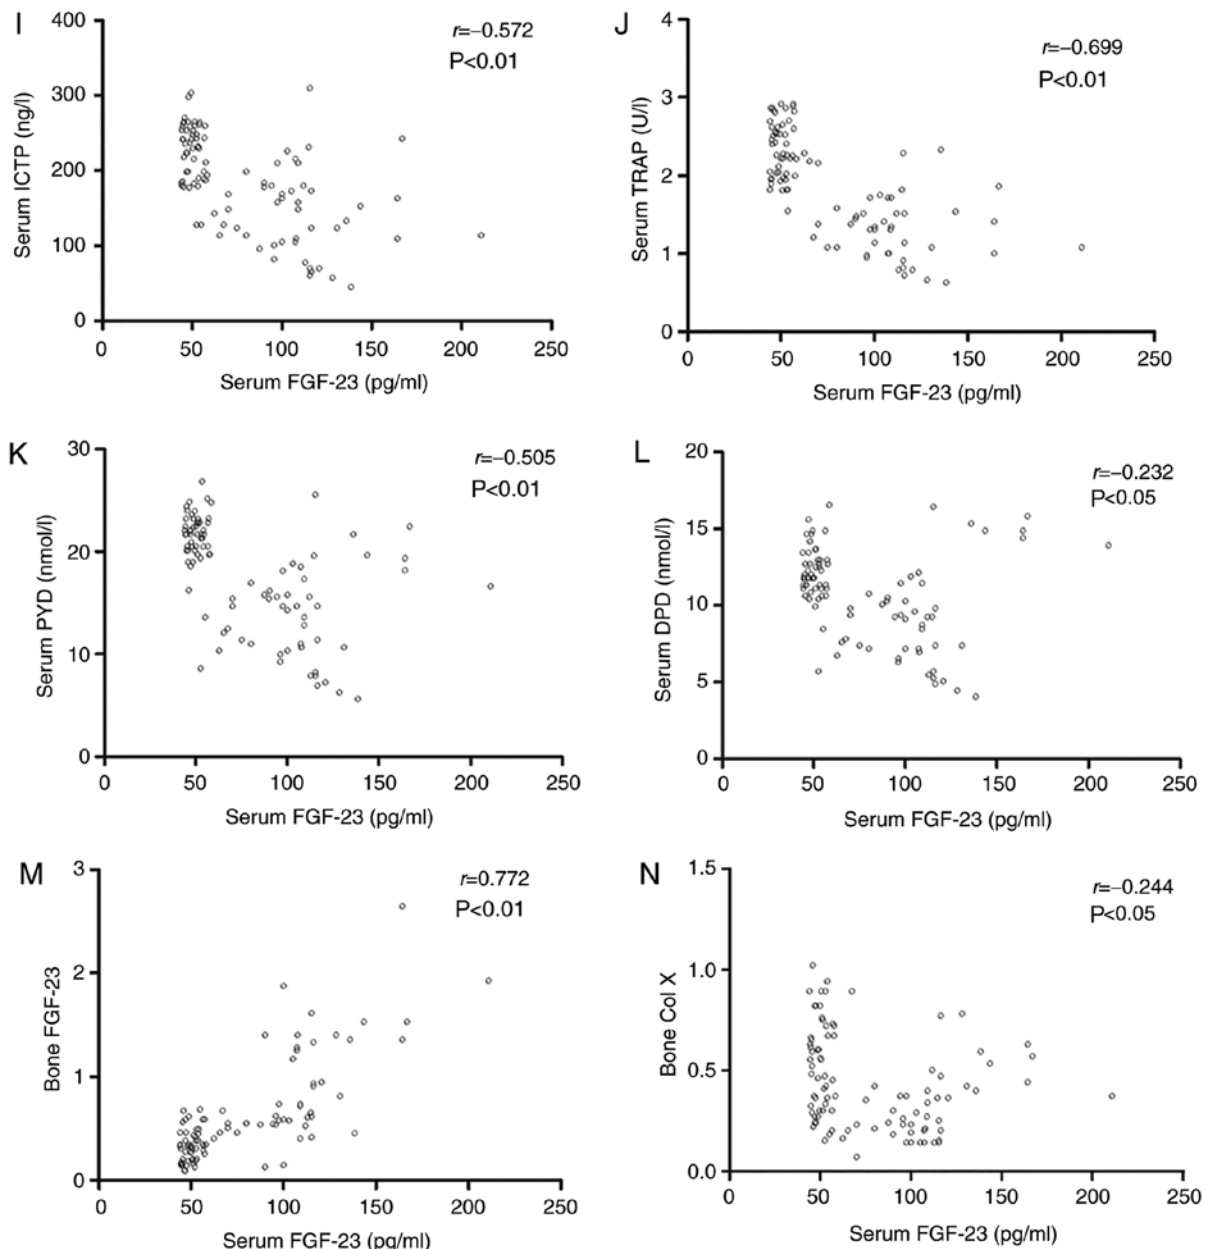 I
r=−0.572
P<0.01
400
300
200
100
0
Serum ICTP (ng/l)
0 50 100 150 200 250
Serum FGF-23 (pg/ml)
J
r=−0.699
P<0.01
4
3
2
1
0
Serum TRAP (U/l)
0 50 100 150 200 250
Serum FGF-23 (pg/ml)
K
r=−0.505
P<0.01
30
20
10
0
Serum PYD (nmol/l)
0 50 100 150 200 250
Serum FGF-23 (pg/ml)
L
r=−0.232
P<0.05
20
15
10
5
0
Serum DPD (nmol/l)
0 50 100 150 200 250
Serum FGF-23 (pg/ml)
M
r=0.772
P<0.01
3
2
1
0
Bone FGF-23
0 50 100 150 200 250
Serum FGF-23 (pg/ml)
N
r=−0.244
P<0.05
1.5
1.0
0.5
0.0
Bone Col X
0 50 100 150 200 250
Serum FGF-23 (pg/ml)